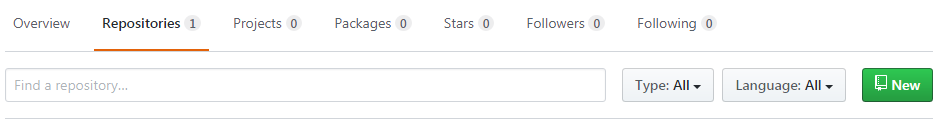 Overview Repositories 1 Projects 0 Packages 0 Stars 0 Followers 0 Following 0
Find a repository... Type: All Language: All New